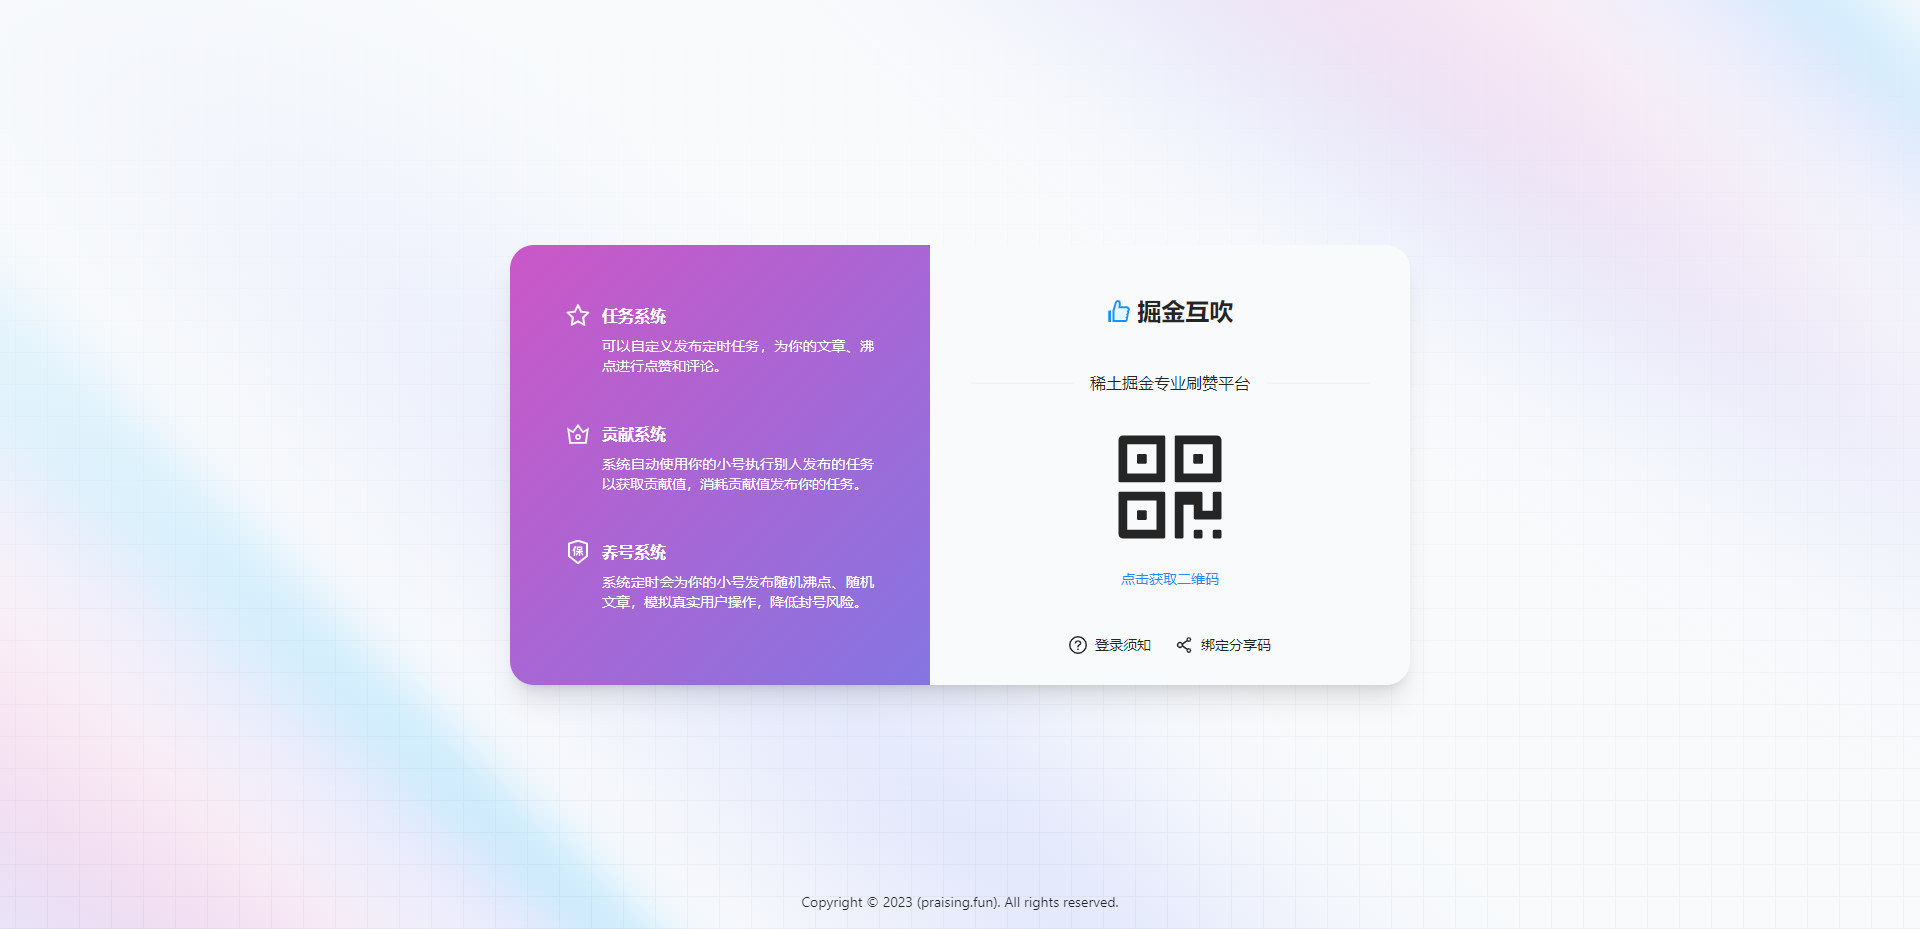 任务系统
可以自定义发布定时任务，为你的文章、沸
点进行点赞和评论。
贡献系统
系统自动使用你的小号执行别人发布的任务
以获取贡献值，消耗贡献值发布你的任务。
保
养号系统
系统定时会为你的小号发布随机沸点、随机
文章，模拟真实用户操作，降低封号风险。
掘金互吹
稀土掘金专业刷赞平台
点击获取二维码
登录须知
绑定分享码
Copyright © 2023 (praising.fun). All rights reserved.